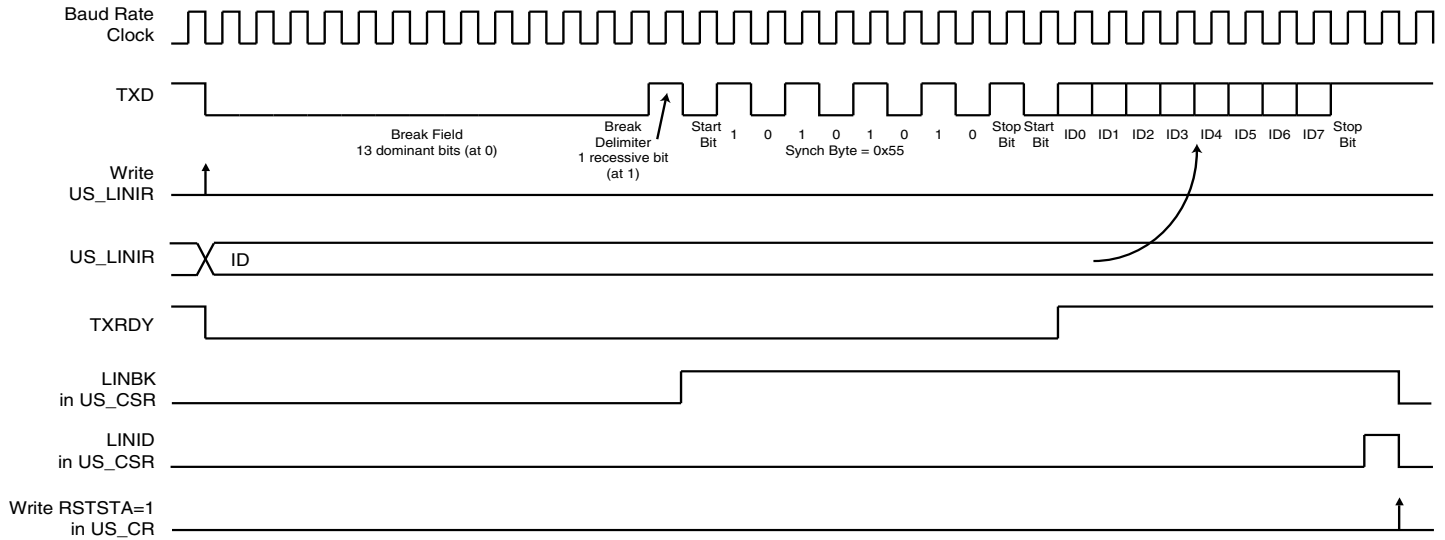 Baud Rate
Clock
TXD
Break Field
13 dominant bits (at 0)
Break
Delimiter
1 recessive bit
(at 1)
Start
Bit
1 0 1 0 1 0 1 0
Synch Byte = 0x55
Stop
Bit
Start
Bit
ID0 ID1 ID2 ID3 ID4 ID5 ID6 ID7
Stop
Bit
Write
US_LINIR
US_LINIR
ID
TXRDY
LINBK
in US_CSR
LINID
in US_CSR
Write RSTSTA=1
in US_CR